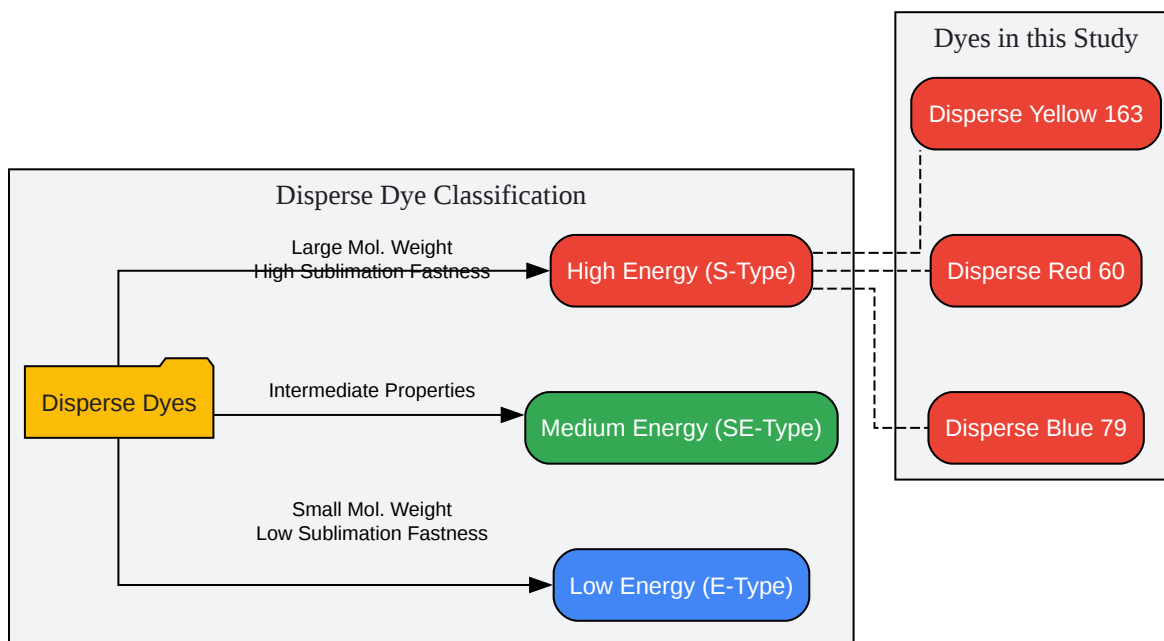 Dyes in this Study
Disperse Yellow 163
Disperse Dye Classification
Large Mol. Weight
High Sublimation Fastness
High Energy (S-Type)
Disperse Red 60
Disperse Dyes
Intermediate Properties
Medium Energy (SE-Type)
Disperse Blue 79
Small Mol. Weight
Low Sublimation Fastness
Low Energy (E-Type)